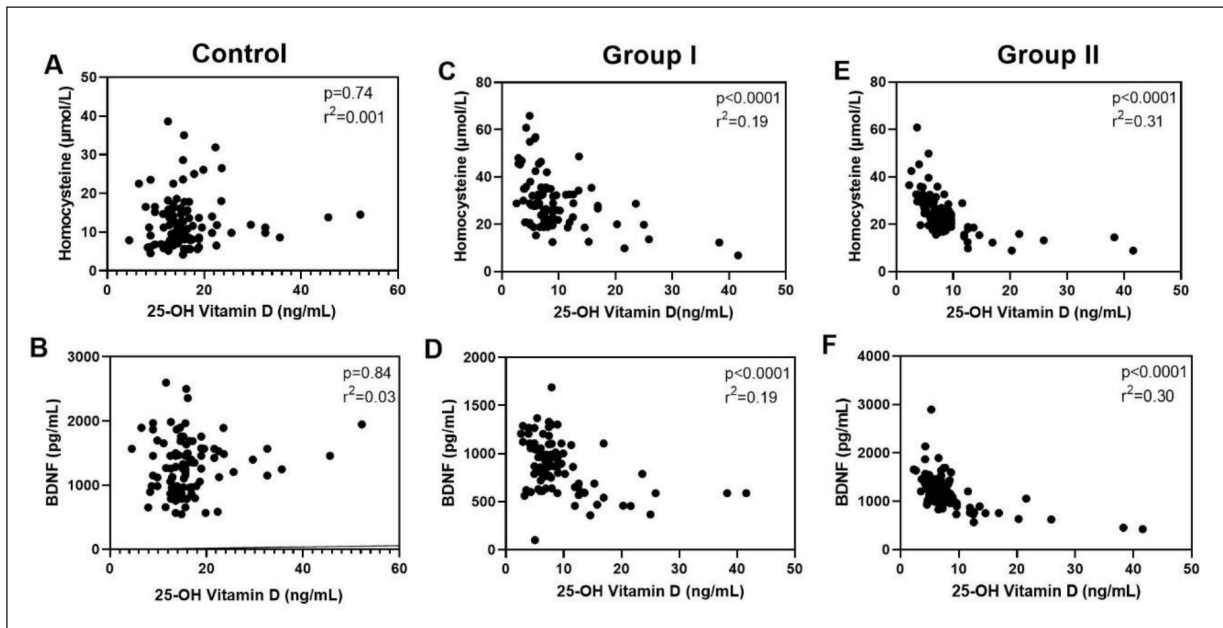 Control
Group I
Group II
A
50
40
30
20
10
0
Homocysteine (µmol/L)
p=0.74
r²=0.001
0
20
40
60
25-OH Vitamin D (ng/mL)
C
80
60
40
20
0
Homocysteine (µmol/L)
p<0.0001
r²=0.19
0
10
20
30
40
50
25-OH Vitamin D(ng/mL)
E
80
60
40
20
0
Homocysteine (µmol/L)
p<0.0001
r²=0.31
0
10
20
30
40
50
25-OH Vitamin D (ng/mL)
B
3000
2000
1000
0
BDNF (pg/mL)
p=0.84
r²=0.03
0
20
40
60
25-OH Vitamin D (ng/mL)
D
2000
1500
1000
500
0
BDNF (pg/mL)
p<0.0001
r²=0.19
0
10
20
30
40
50
25-OH Vitamin D (ng/mL)
F
4000
3000
2000
1000
0
BDNF (pg/mL)
p<0.0001
r²=0.30
0
10
20
30
40
50
25-OH Vitamin D (ng/mL)